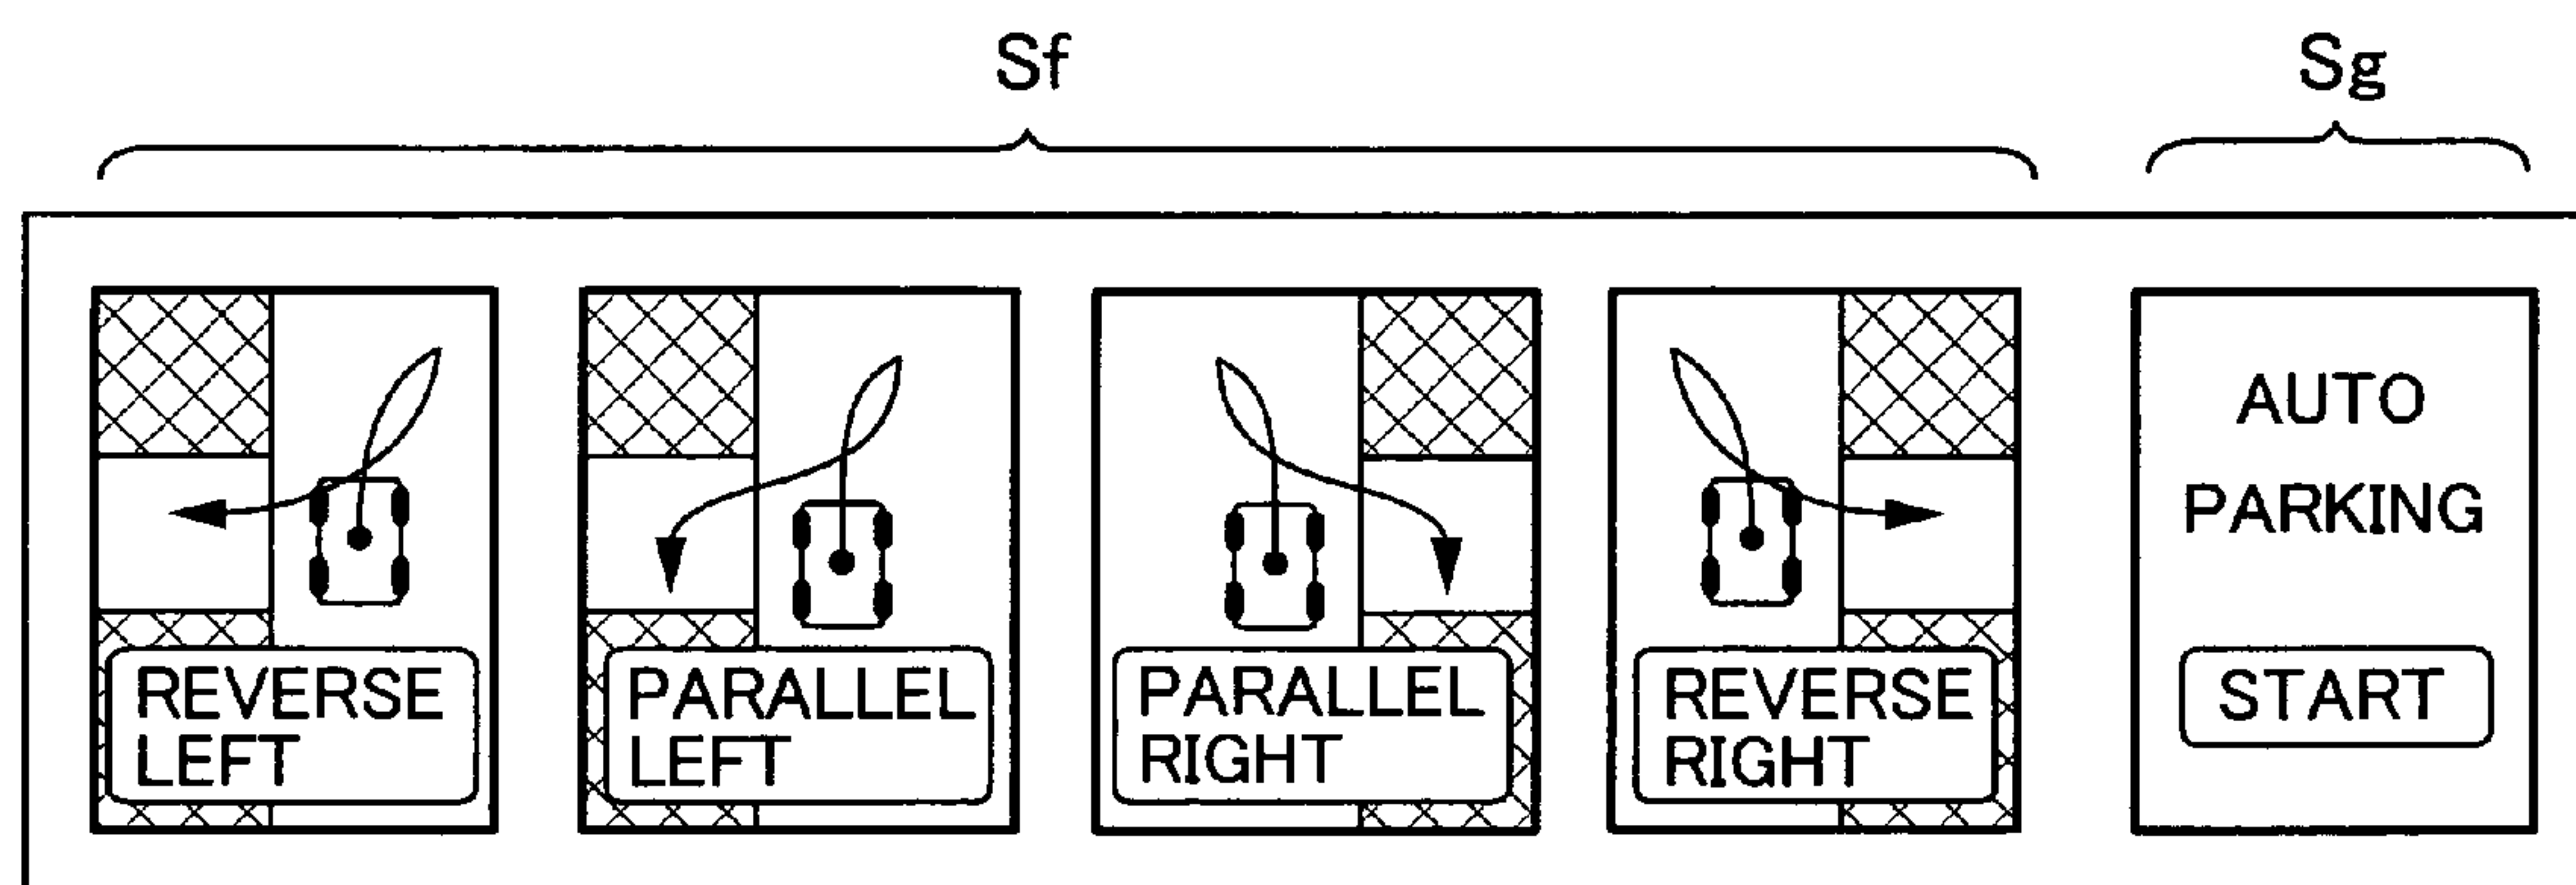 Sf
Sg
REVERSE
LEFT
PARALLEL
LEFT
PARALLEL
RIGHT
REVERSE
RIGHT
AUTO
PARKING
START